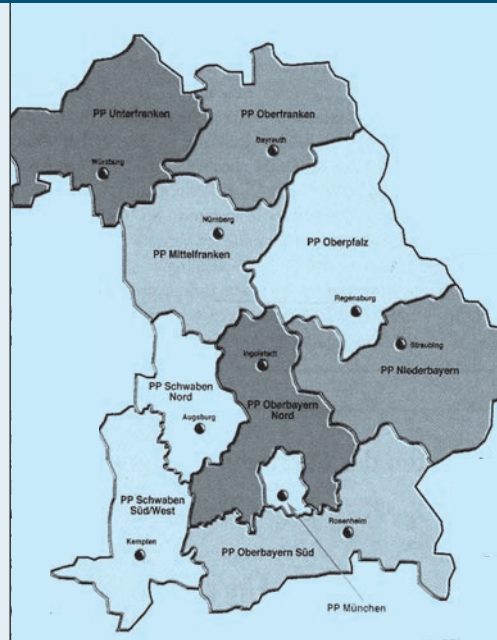 PP Unterfranken
Würzburg
PP Oberfranken
Bayreuth
Nürnberg
PP Mittelfranken
PP Oberpfalz
Regensburg
Straubing
PP Niederbayern
Ingolstadt
PP Schwaben
Nord
Augsburg
PP Oberbayern
Nord
PP Schwaben
Süd/West
Kempten
Rosenheim
PP Oberbayern Süd
PP München